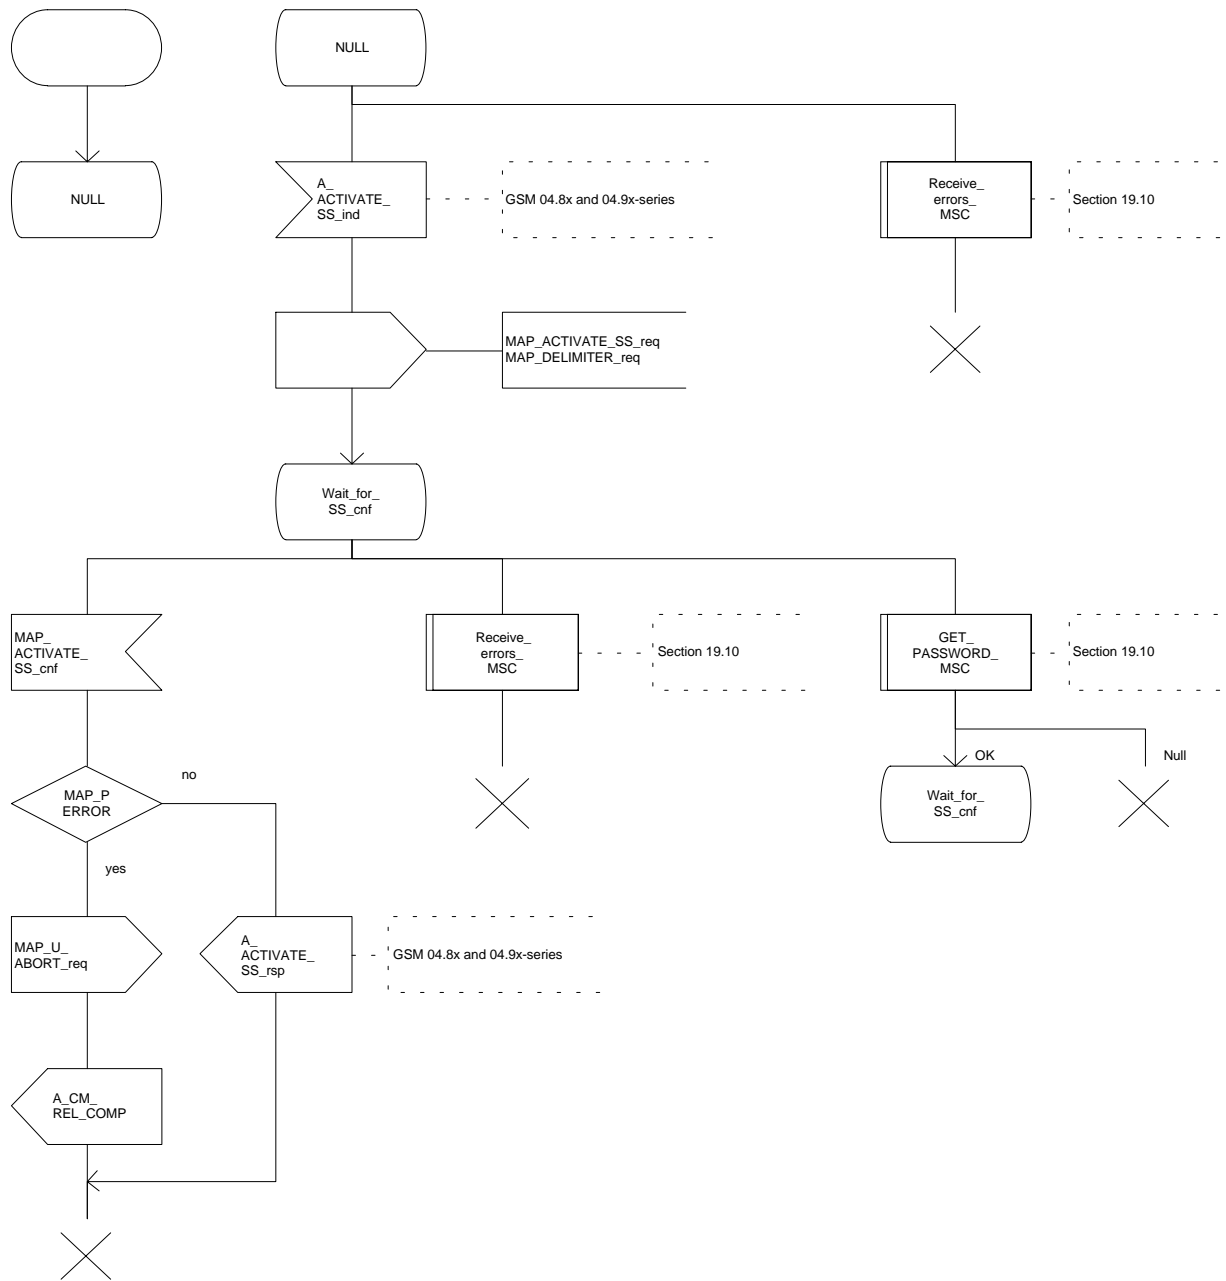 NULL
NULL
A_
ACTIVATE_
SS_ind
GSM 04.8x and 04.9x-series
Receive_
errors_
MSC
Section 19.10
MAP_ACTIVATE_SS_req
MAP_DELIMITER_req
Wait_for_
SS_cnf
MAP_
ACTIVATE_
SS_cnf
Receive_
errors_
MSC
Section 19.10
GET_
PASSWORD_
MSC
Section 19.10
OK
Null
no
MAP_P
ERROR
Wait_for_
SS_cnf
yes
MAP_U_
ABORT_req
A_
ACTIVATE_
SS_rsp
GSM 04.8x and 04.9x-series
A_CM_
REL_COMP